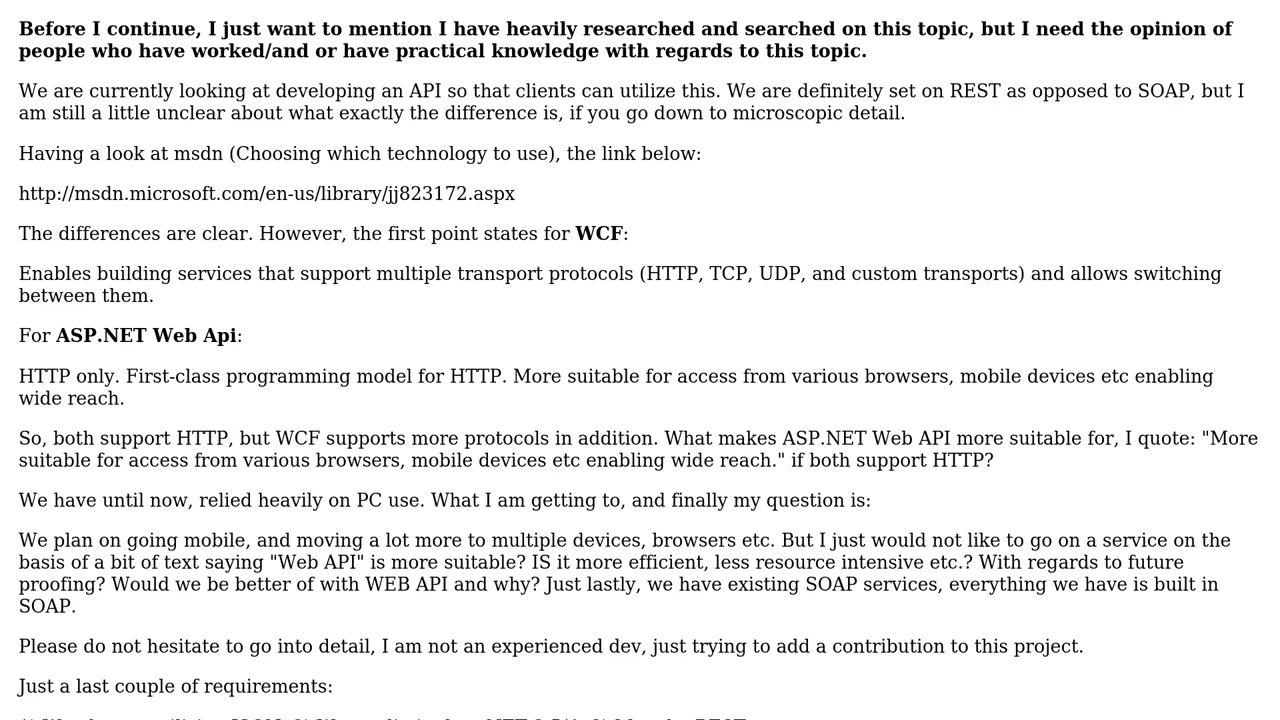 Before I continue, I just want to mention I have heavily researched and searched on this topic, but I need the opinion of
people who have worked/and or have practical knowledge with regards to this topic.
We are currently looking at developing an API so that clients can utilize this. We are definitely set on REST as opposed to SOAP, but I
am still a little unclear about what exactly the difference is, if you go down to microscopic detail.
Having a look at msdn (Choosing which technology to use), the link below:
http://msdn.microsoft.com/en-us/library/jj823172.aspx
The differences are clear. However, the first point states for WCF:
Enables building services that support multiple transport protocols (HTTP, TCP, UDP, and custom transports) and allows switching
between them.
For ASP.NET Web Api:
HTTP only. First-class programming model for HTTP. More suitable for access from various browsers, mobile devices etc enabling
wide reach.
So, both support HTTP, but WCF supports more protocols in addition. What makes ASP.NET Web API more suitable for, I quote: "More
suitable for access from various browsers, mobile devices etc enabling wide reach." if both support HTTP?
We have until now, relied heavily on PC use. What I am getting to, and finally my question is:
We plan on going mobile, and moving a lot more to multiple devices, browsers etc. But I just would not like to go on a service on the
basis of a bit of text saying "Web API" is more suitable? IS it more efficient, less resource intensive etc.? With regards to future
proofing? Would we be better of with WEB API and why? Just lastly, we have existing SOAP services, everything we have is built in
SOAP.
Please do not hesitate to go into detail, I am not an experienced dev, just trying to add a contribution to this project.
Just a last couple of requirements: